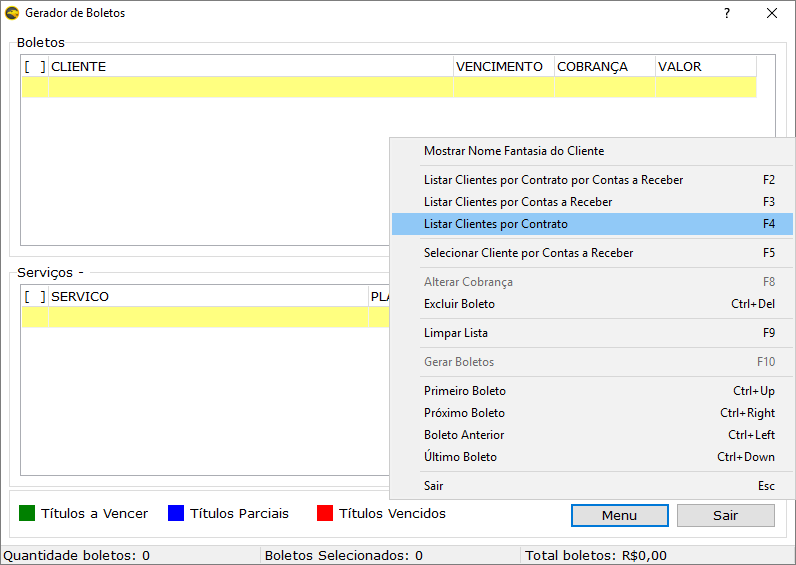 Gerador de Boletos ?
Boletos
[ ] CLIENTE VENCIMENTO COBRANÇA VALOR
Mostrar Nome Fantasia do Cliente
Listar Clientes por Contrato por Contas a Receber F2
Listar Clientes por Contas a Receber F3
Listar Clientes por Contrato F4
Selecionar Cliente por Contas a Receber F5
Alterar Cobrança F8
Excluir Boleto Ctrl+Del
Limpar Lista F9
Gerar Boletos F10
Primeiro Boleto Ctrl+Up
Próximo Boleto Ctrl+Right
Boleto Anterior Ctrl+Left
Último Boleto Ctrl+Down
Sair Esc
Serviços -
[ ] SERVICO
Títulos a Vencer Títulos Parciais Títulos Vencidos Menu Sair
Quantidade boletos: 0 Boletos Selecionados: 0 Total boletos: R$0,00